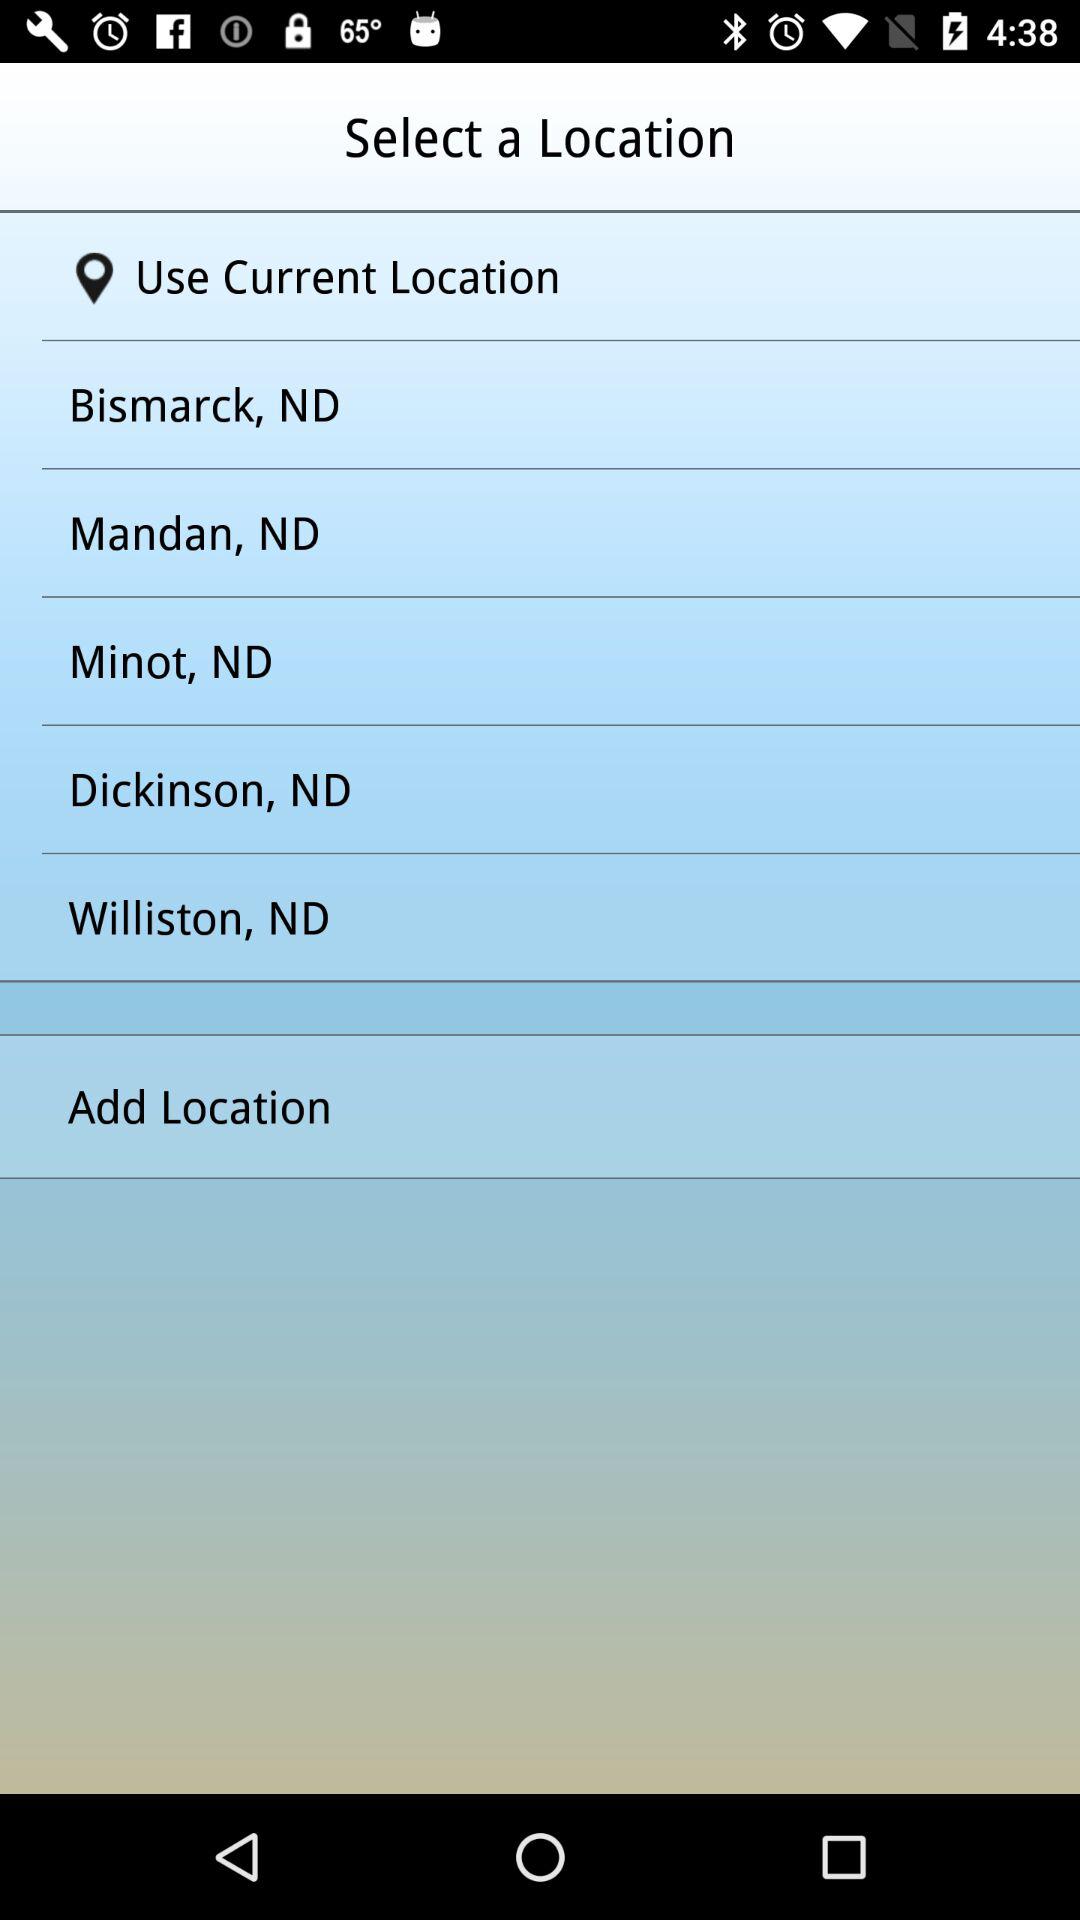 65° 4:38
Select a Location
Use Current Location
Bismarck, ND
Mandan, ND
Minot, ND
Dickinson, ND
Williston, ND
Add Location